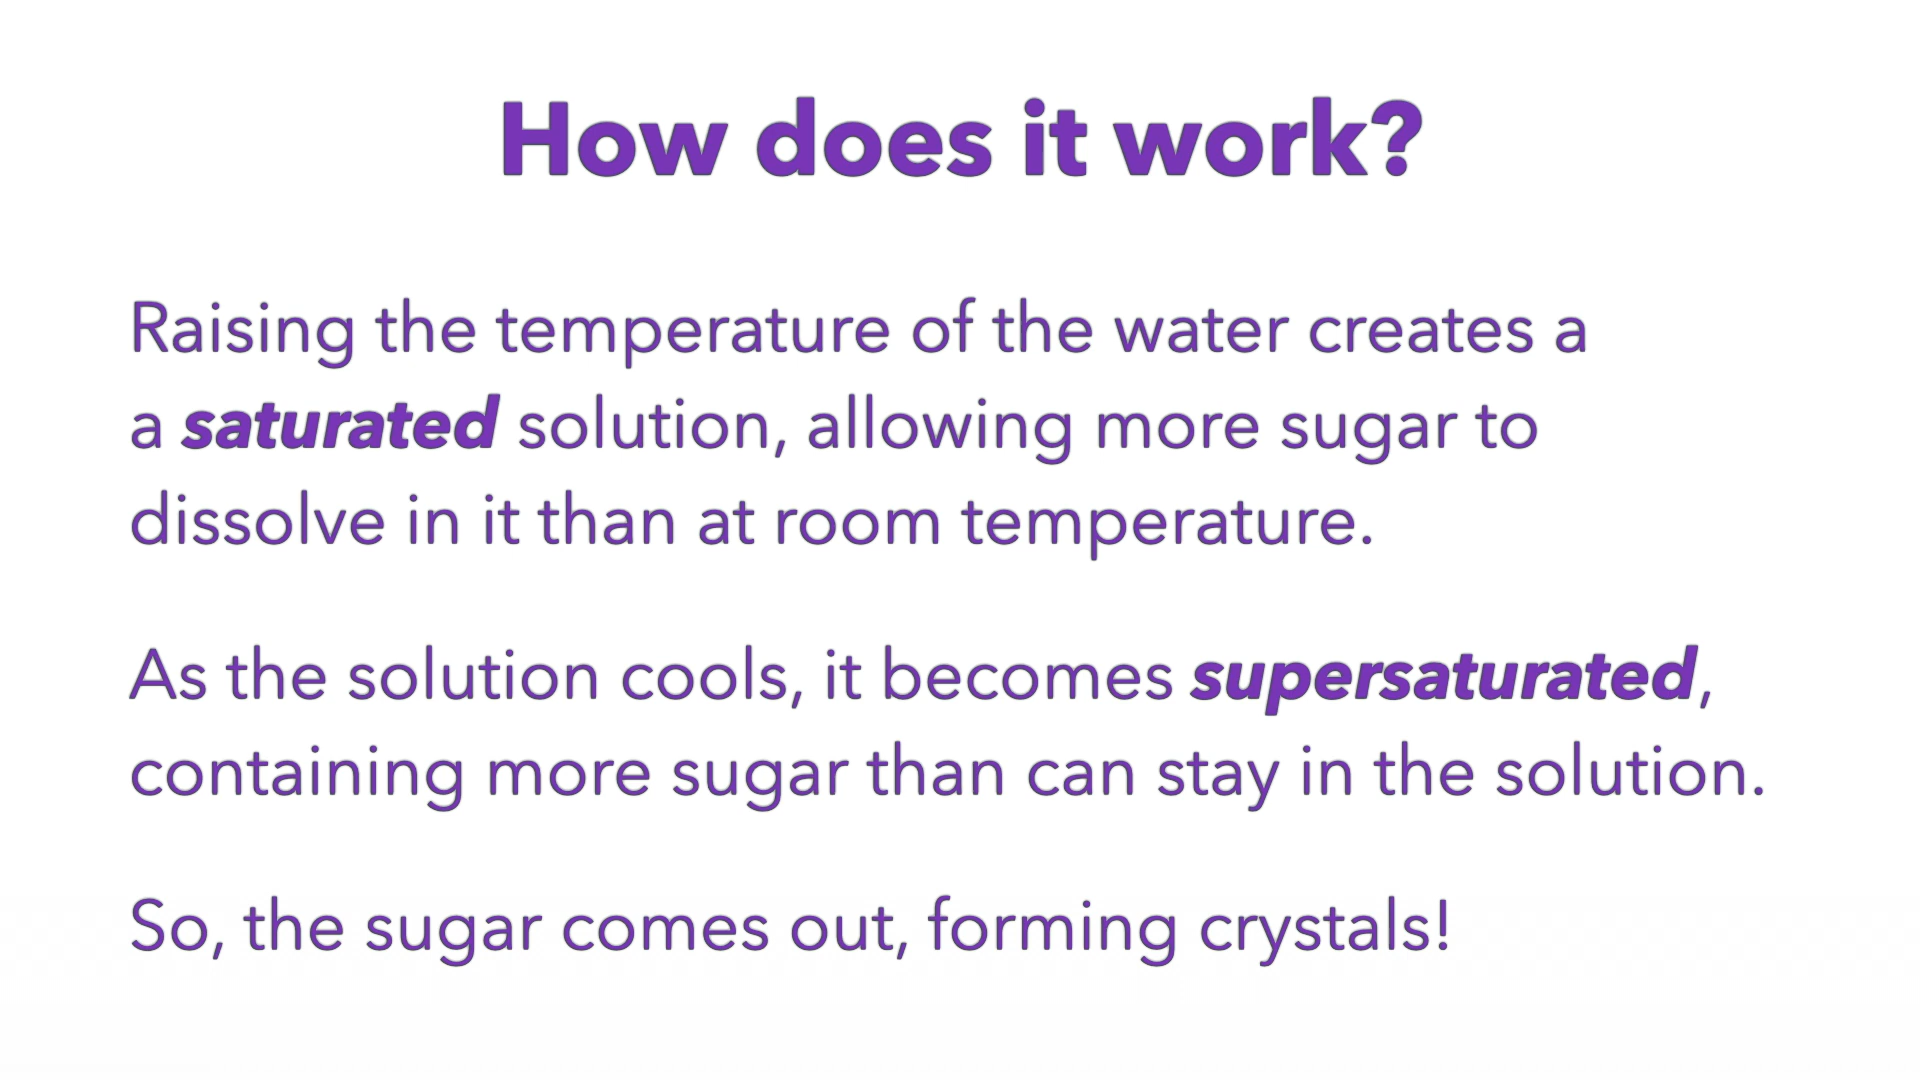 How does it work?
Raising the temperature of the water creates a
a saturated solution, allowing more sugar to
dissolve in it than at room temperature.
As the solution cools, it becomes supersaturated,
containing more sugar than can stay in the solution.
So, the sugar comes out, forming crystals!